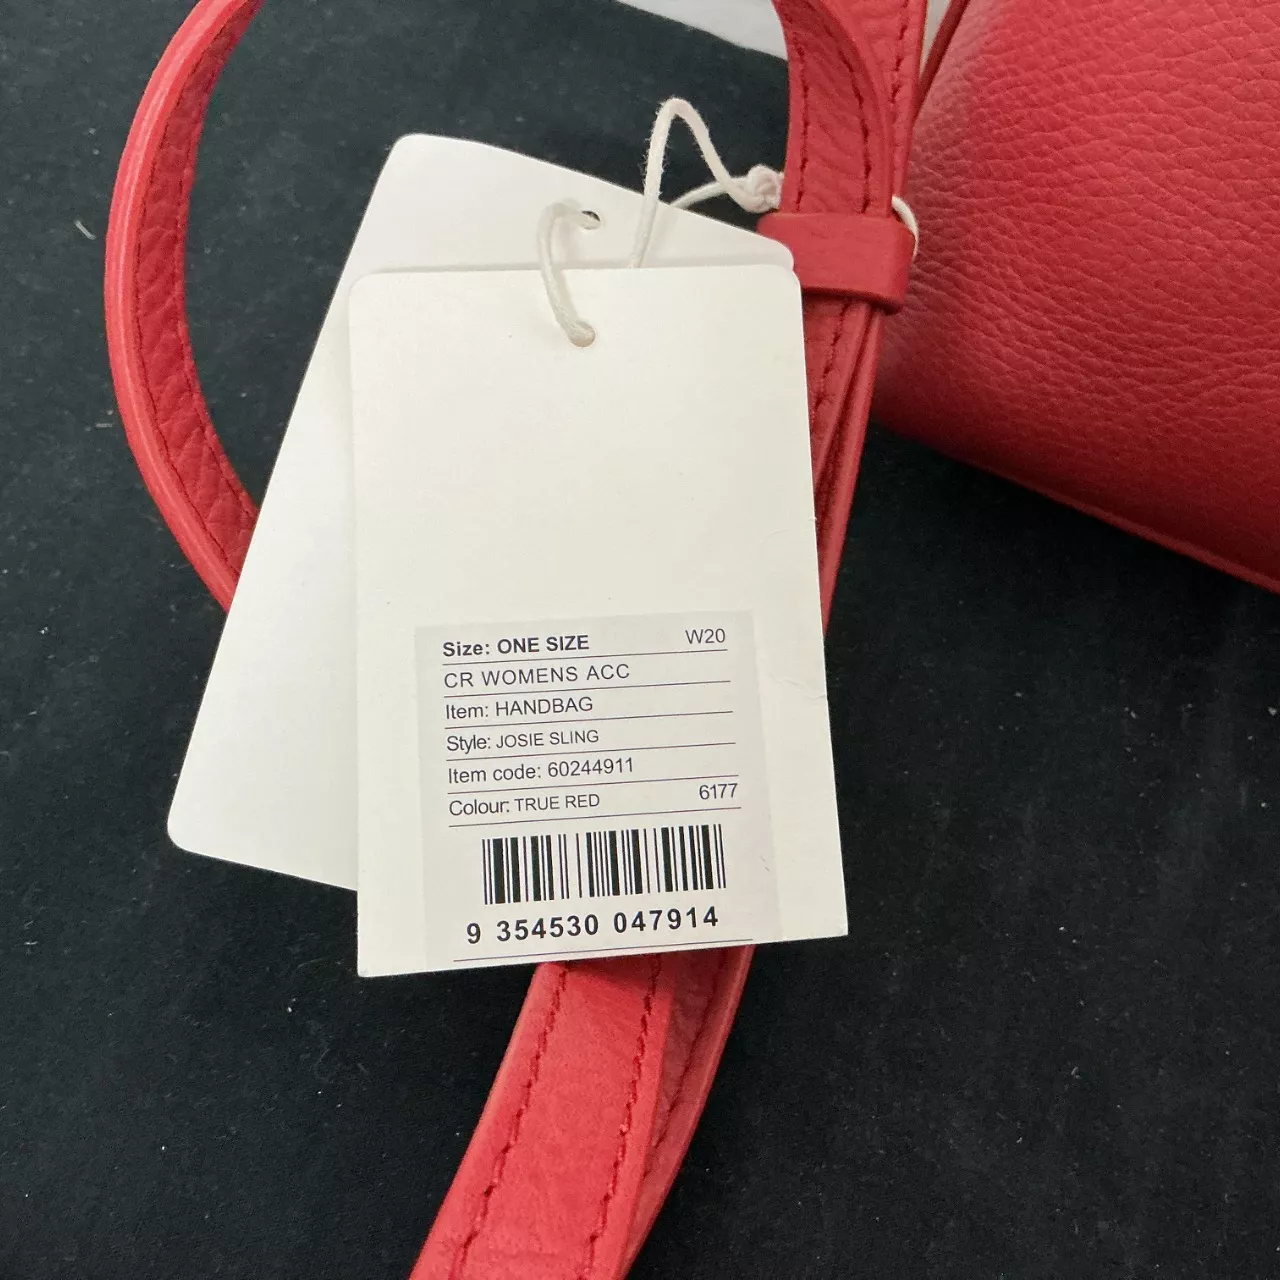 Size: ONE SIZE W20
CR WOMENS ACC
Item: HANDBAG
Style: JOSIE SLING
Item code: 60244911
Colour: TRUE RED 6177
9 354530 047914